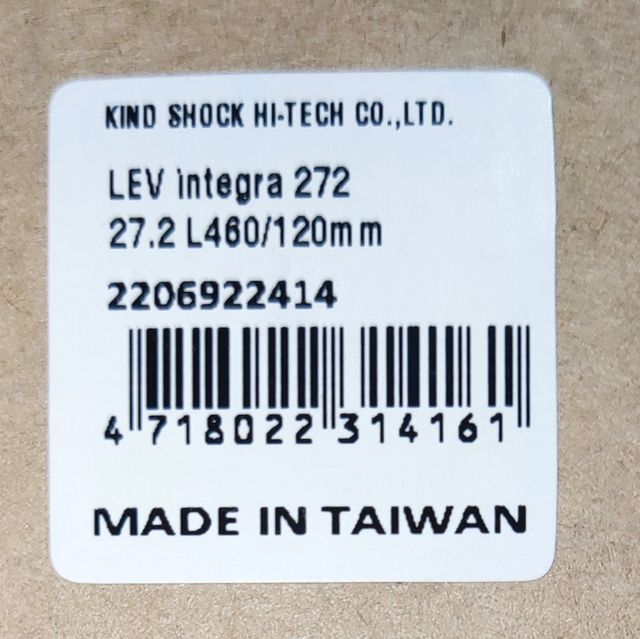 KIND SHOCK HI-TECH CO.,LTD.
LEV integra 272
27.2 L460/120mm
2206922414
4 718022 314161
MADE IN TAIWAN